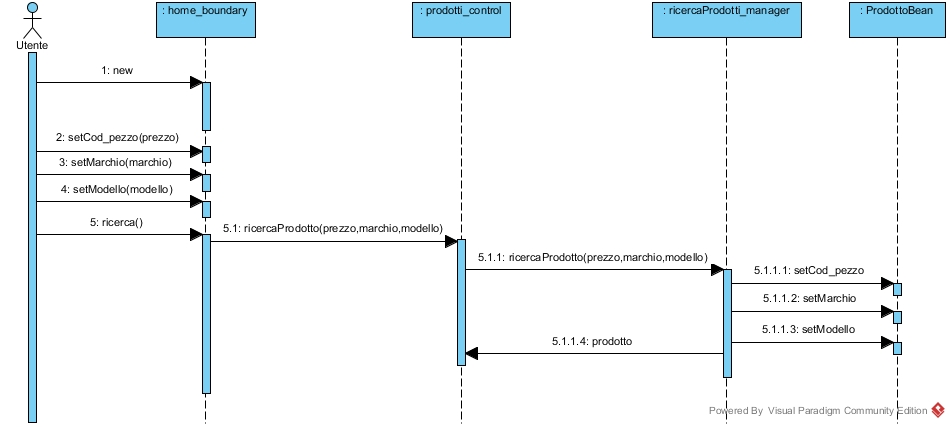 : home_boundary
: prodotti_control
: ricercaProdotti_manager
: ProdottoBean
Utente
1: new
2: setCod_pezzo(prezzo)
3: setMarchio(marchio)
4: setModello(modello)
5: ricerca()
5.1: ricercaProdotto(prezzo,marchio,modello)
5.1.1: ricercaProdotto(prezzo,marchio,modello)
5.1.1.1: setCod_pezzo
5.1.1.2: setMarchio
5.1.1.3: setModello
5.1.1.4: prodotto
Powered By Visual Paradigm Community Edition